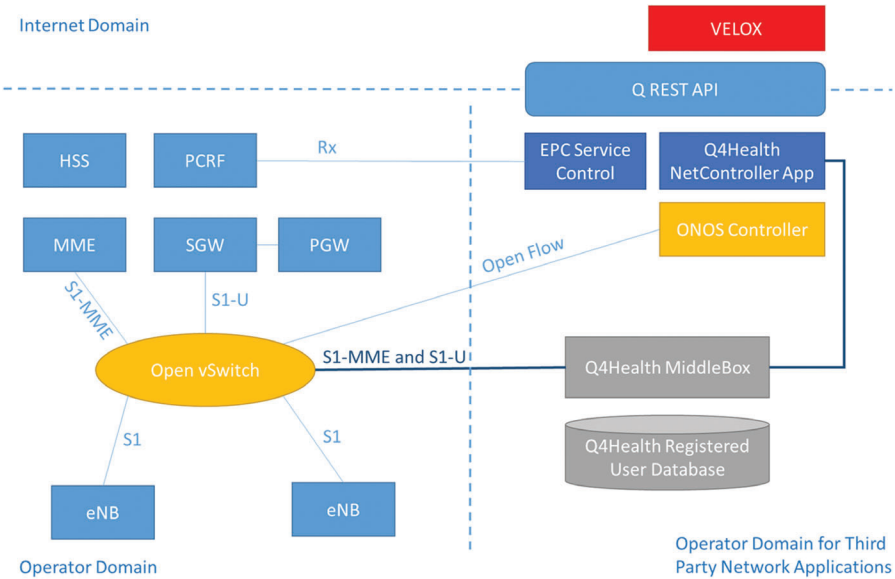 Internet Domain
VELOX
Q REST API
HSS
PCRF
Rx
EPC Service
Control
Q4Health
NetController App
MME
SGW
PGW
ONOS Controller
Open Flow
S1-MME
S1-U
Open vSwitch
S1-MME and S1-U
Q4Health MiddleBox
S1
S1
Q4Health Registered
User Database
eNB
eNB
Operator Domain
Operator Domain for Third
Party Network Applications